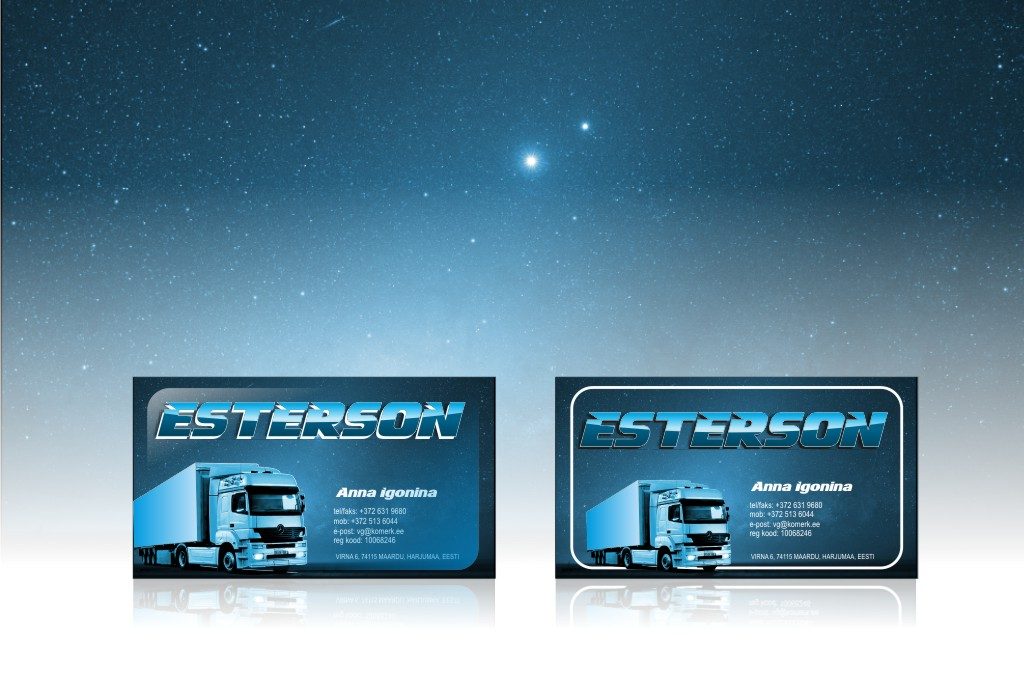 ESTERSON
Anna igonina
tel/faks: +372 631 9680
mob: +372 513 6044
e-post: vg@komerk.ee
reg kood: 10068246
VIRNA 6, 74115 MAARDU, HARJUMAA, EESTI
ESTERSON
Anna igonina
tel/faks: +372 631 9680
mob: +372 513 6044
e-post: vg@komerk.ee
reg kood: 10068246
VIRNA 6, 74115 MAARDU, HARJUMAA, EESTI